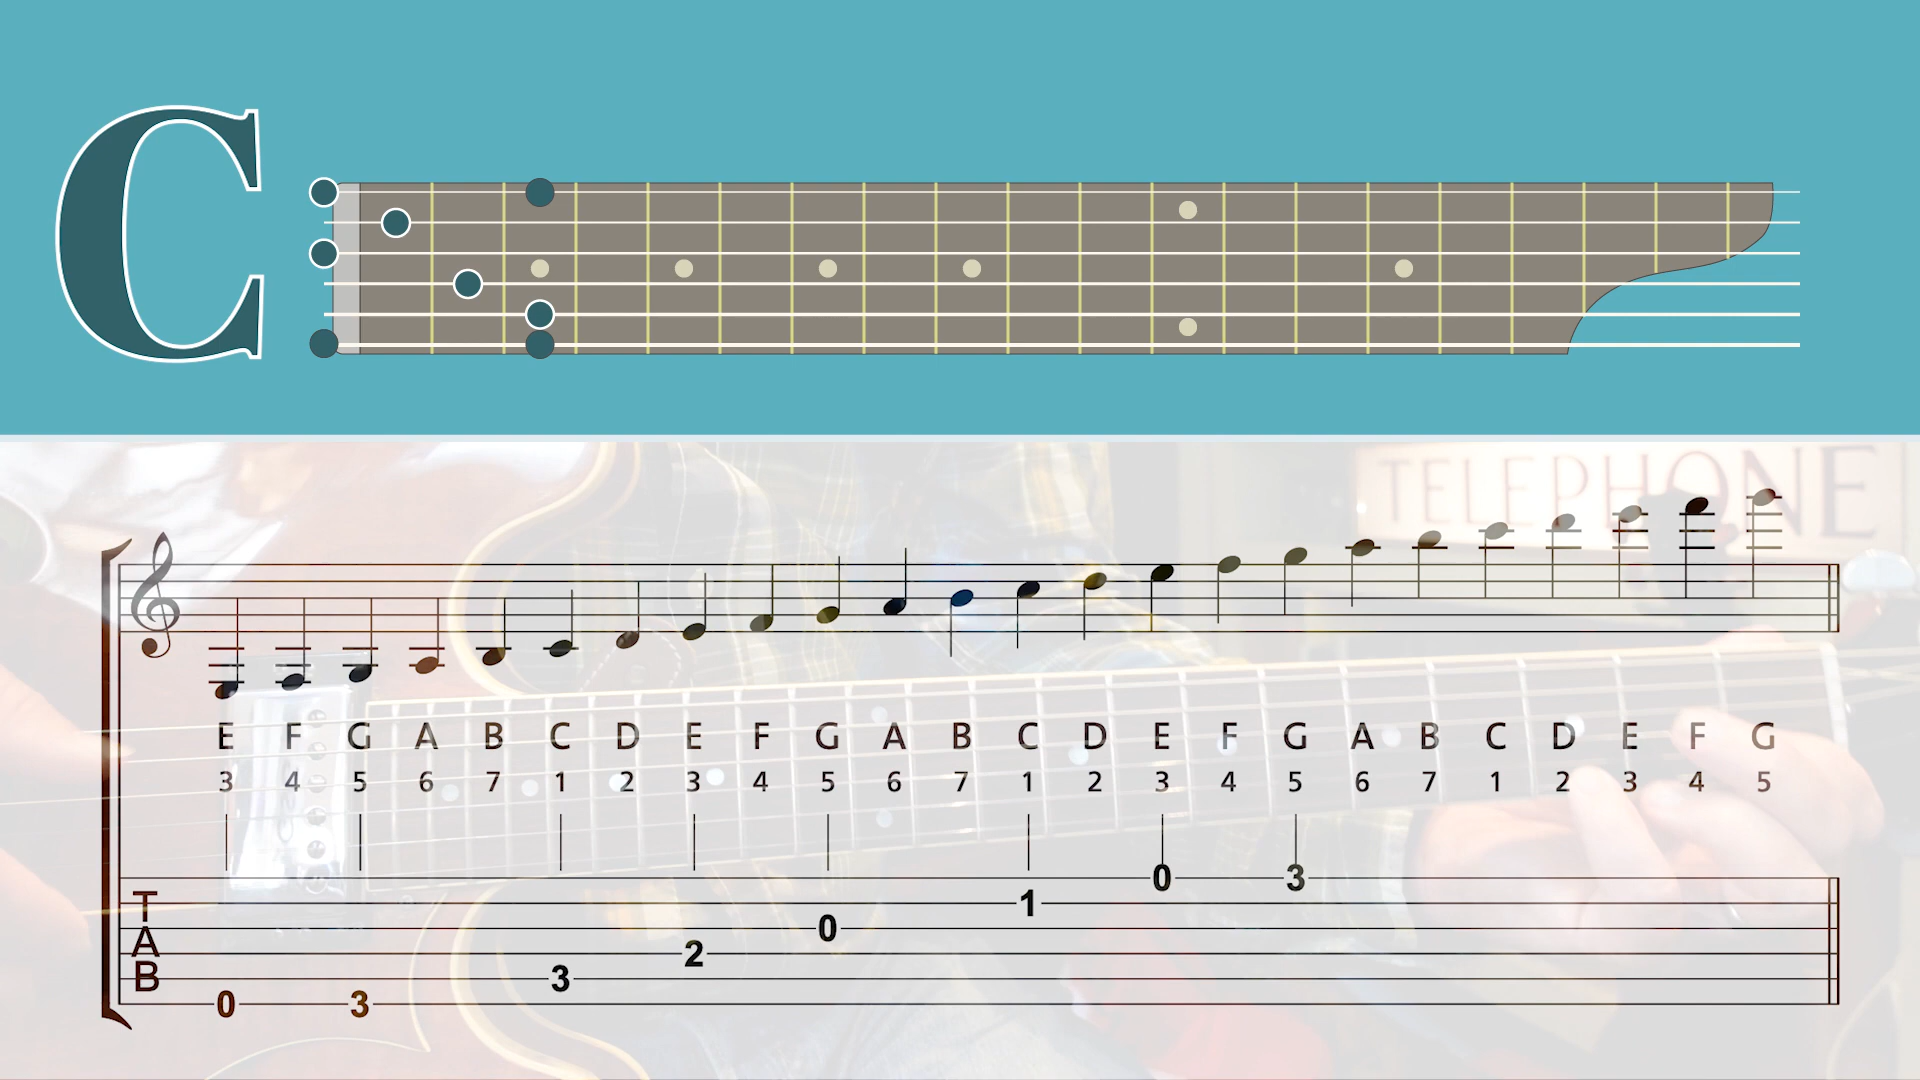 C
TELEPHONE
E F G A B C D E F G A B C D E F G A B C D E F G
3 4 5 6 7 1 2 3 4 5 6 7 1 2 3 4 5 6 7 1 2 3 4 5
T
A
B
0 3
1
0
2
3
0 3